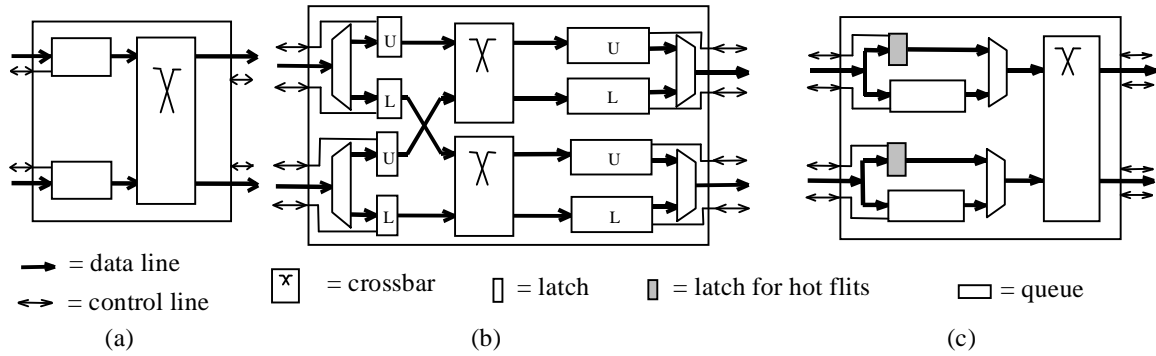 U
U
L
L
U
U
L
L
= data line
= control line
= crossbar
= latch
= latch for hot flits
= queue
(a)
(b)
(c)